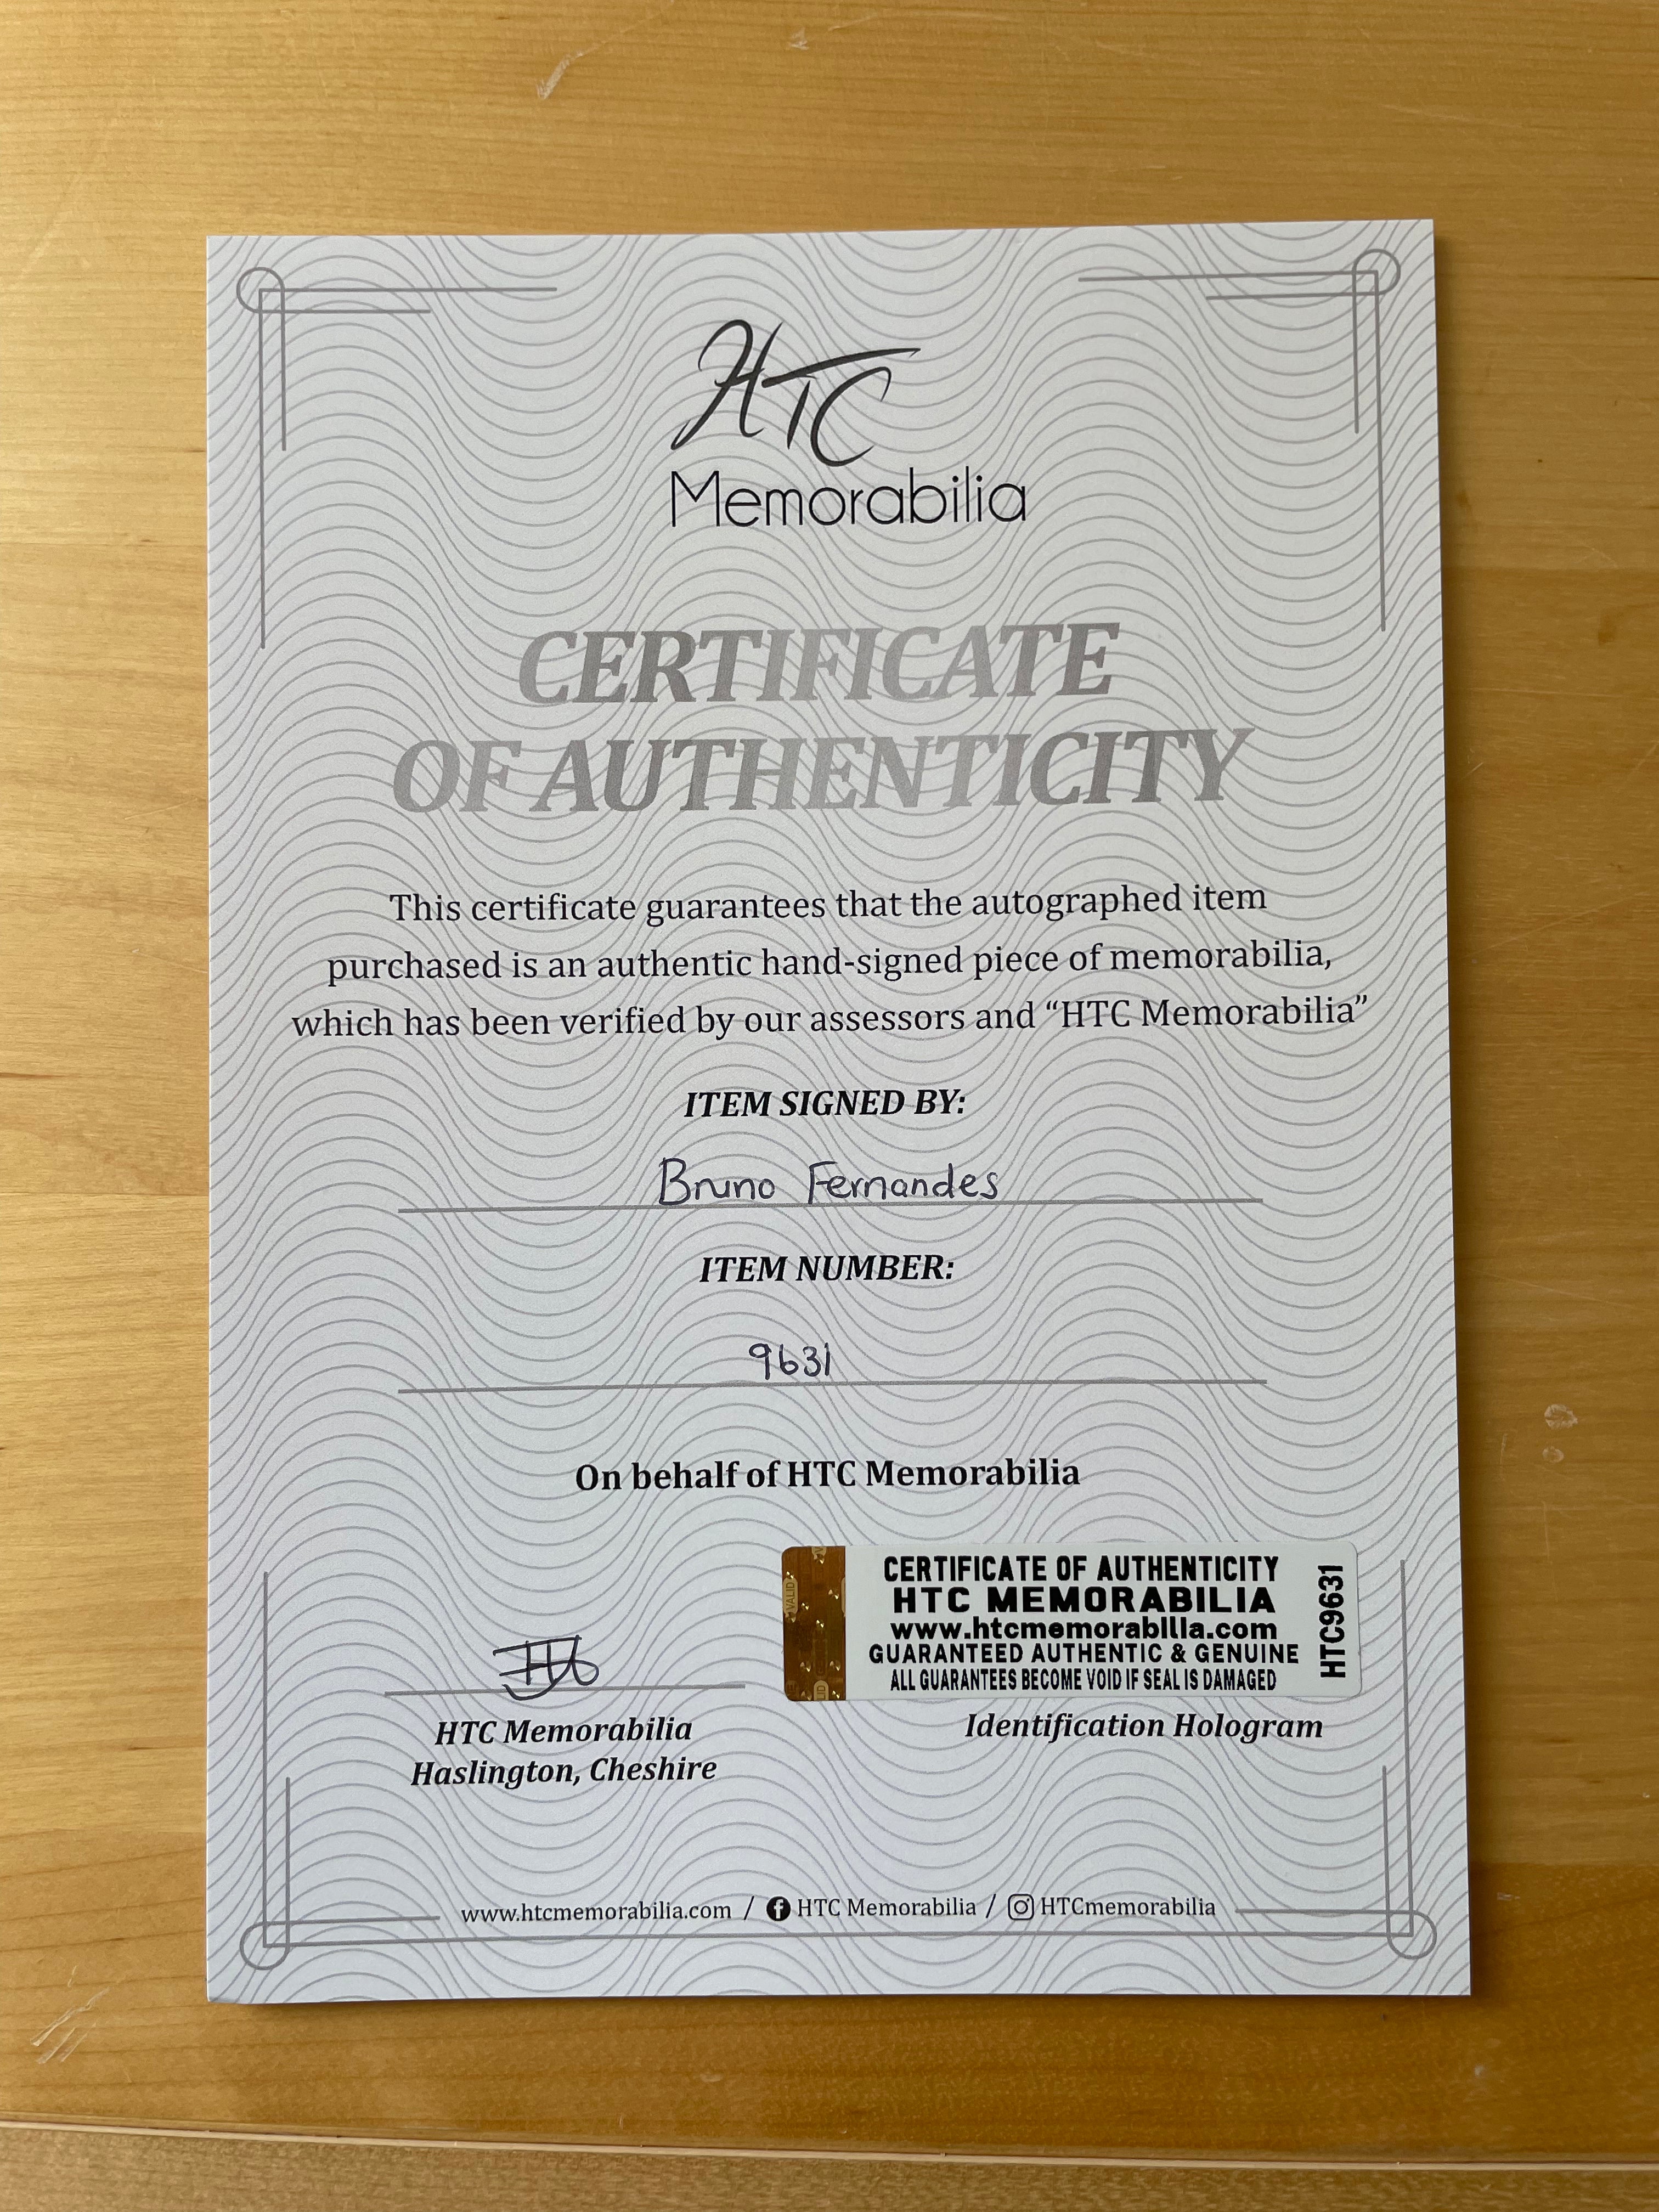 HTC
Memorabilia
CERTIFICATE
OF AUTHENTICITY
This certificate guarantees that the autographed item
purchased is an authentic hand-signed piece of memorabilia,
which has been verified by our assessors and “HTC Memorabilia”
ITEM SIGNED BY:
Bruno Fernandes
ITEM NUMBER:
9631
On behalf of HTC Memorabilia
VALID
CERTIFICATE OF AUTHENTICITY
HTC MEMORABILIA
www.htcmemorabilia.com
GUARANTEED AUTHENTIC & GENUINE
ALL GUARANTEES BECOME VOID IF SEAL IS DAMAGED
HTC9631
HTC Memorabilia
Haslington, Cheshire
Identification Hologram
www.htcmemorabilia.com / HTC Memorabilia / HTCmemorabilia